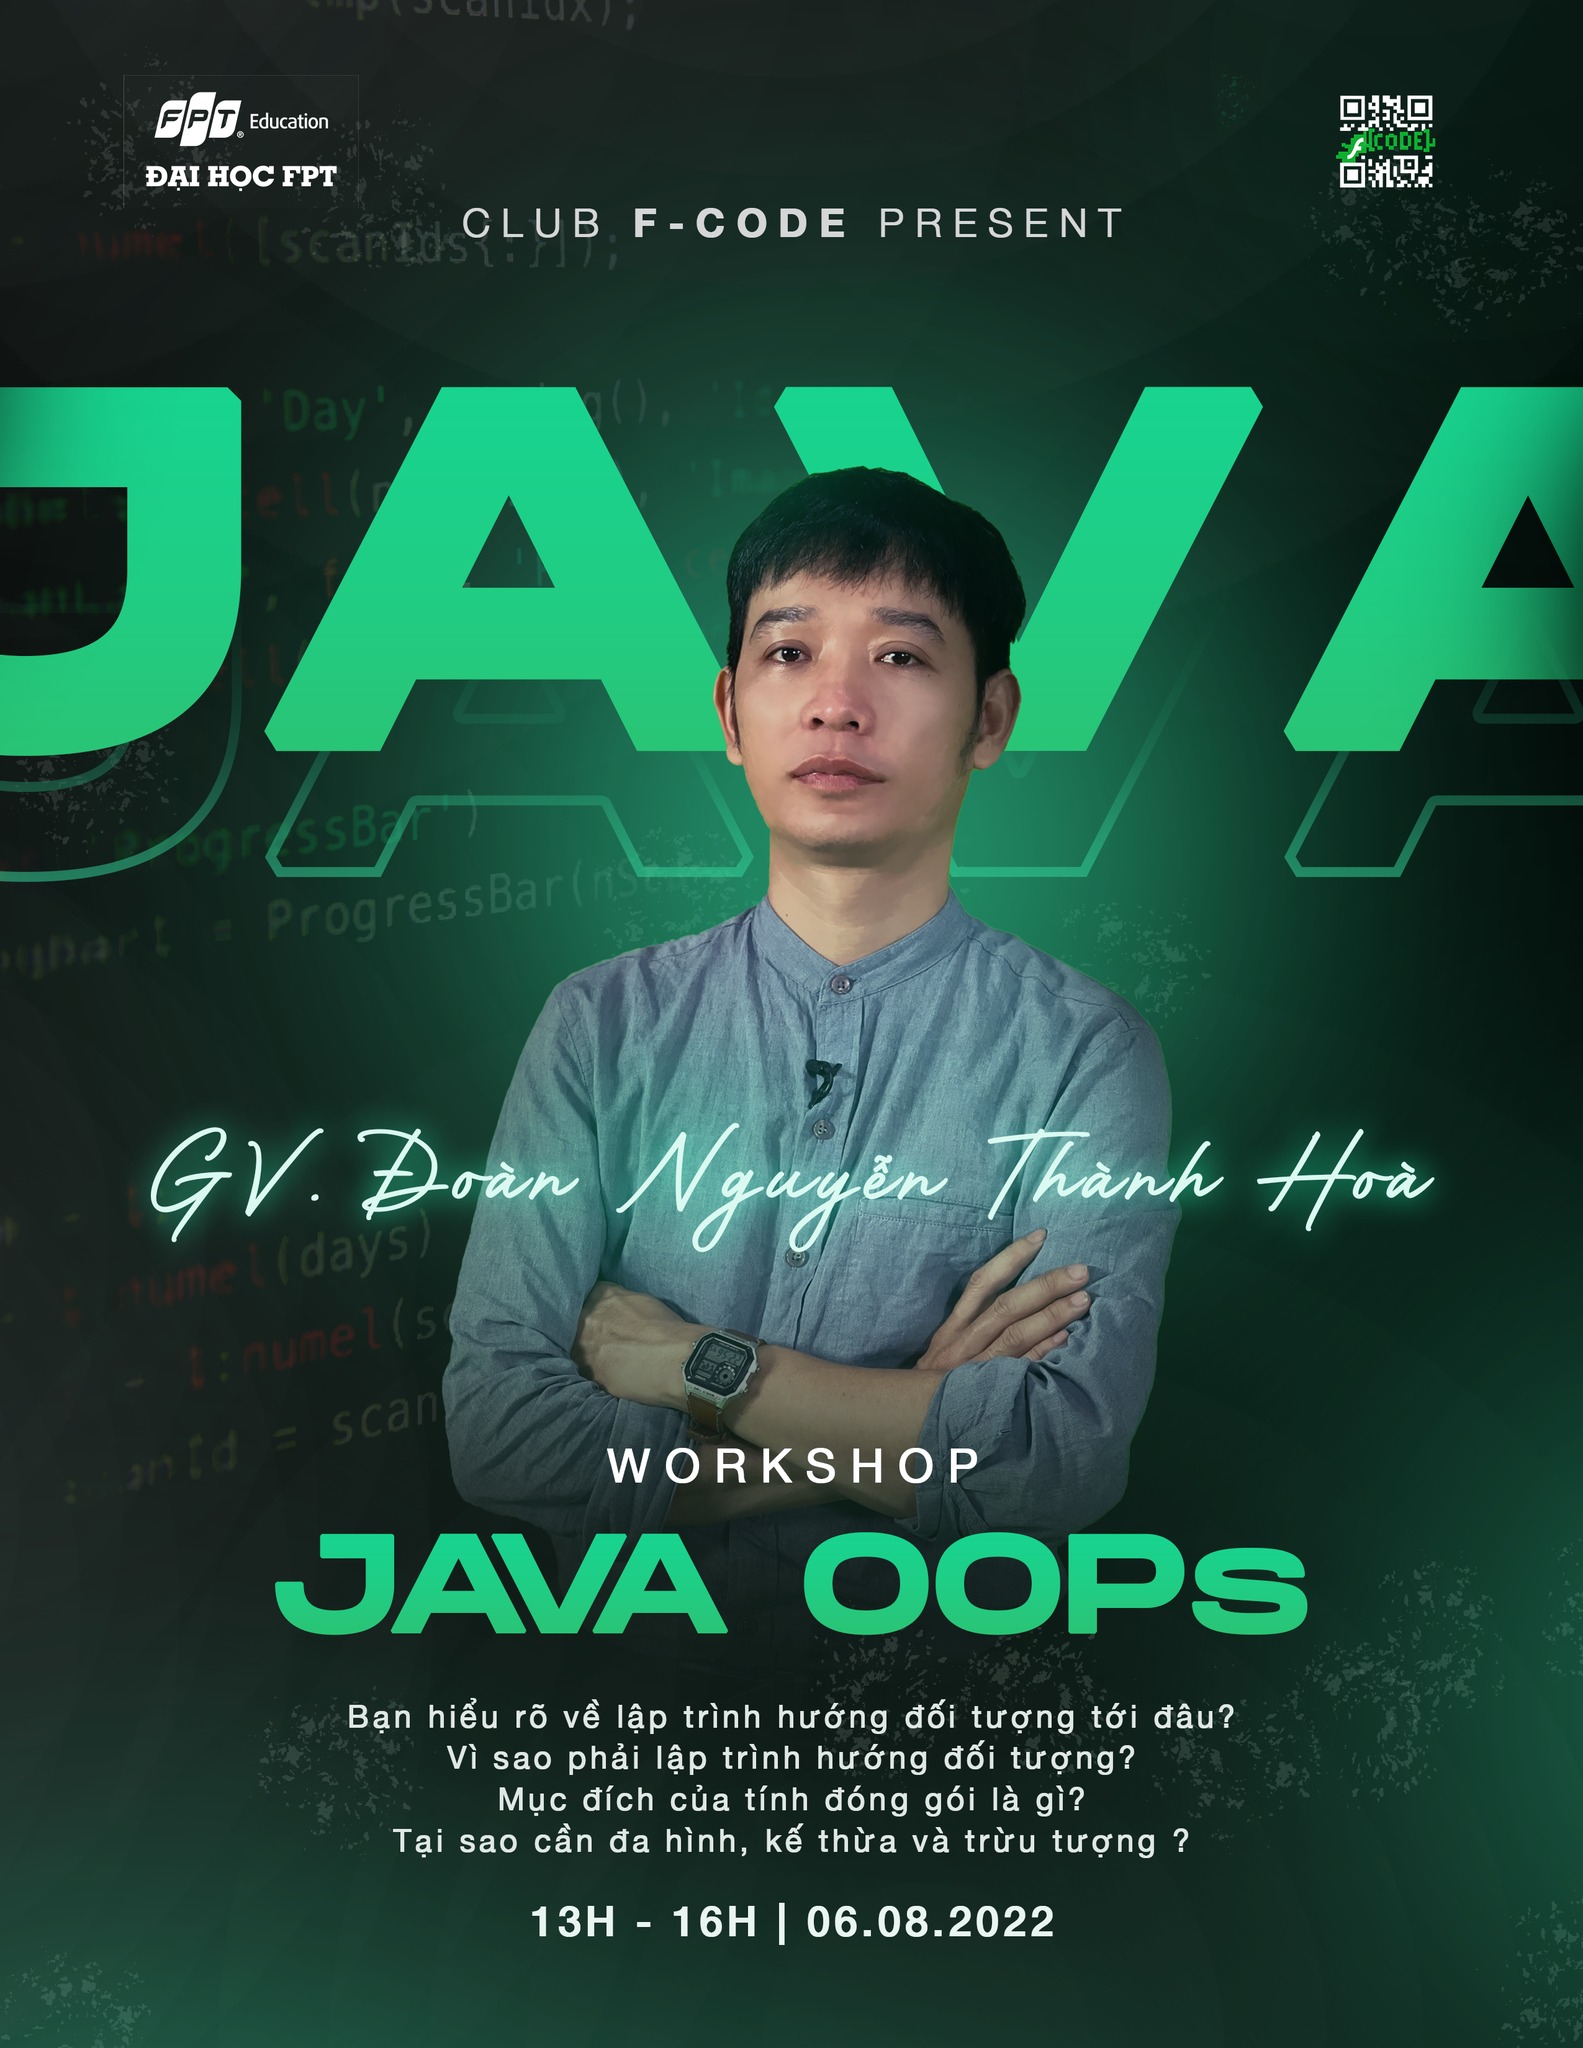 FPT Education
ĐẠI HỌC FPT
{CODE}
CLUB F-CODE PRESENT
JAVA
GV. Đoàn Nguyễn Thành Hoà
WORKSHOP
JAVA OOPs
Bạn hiểu rõ về lập trình hướng đối tượng tới đâu?
Vì sao phải lập trình hướng đối tượng?
Mục đích của tính đóng gói là gì?
Tại sao cần đa hình, kế thừa và trừu tượng ?
13H - 16H | 06.08.2022